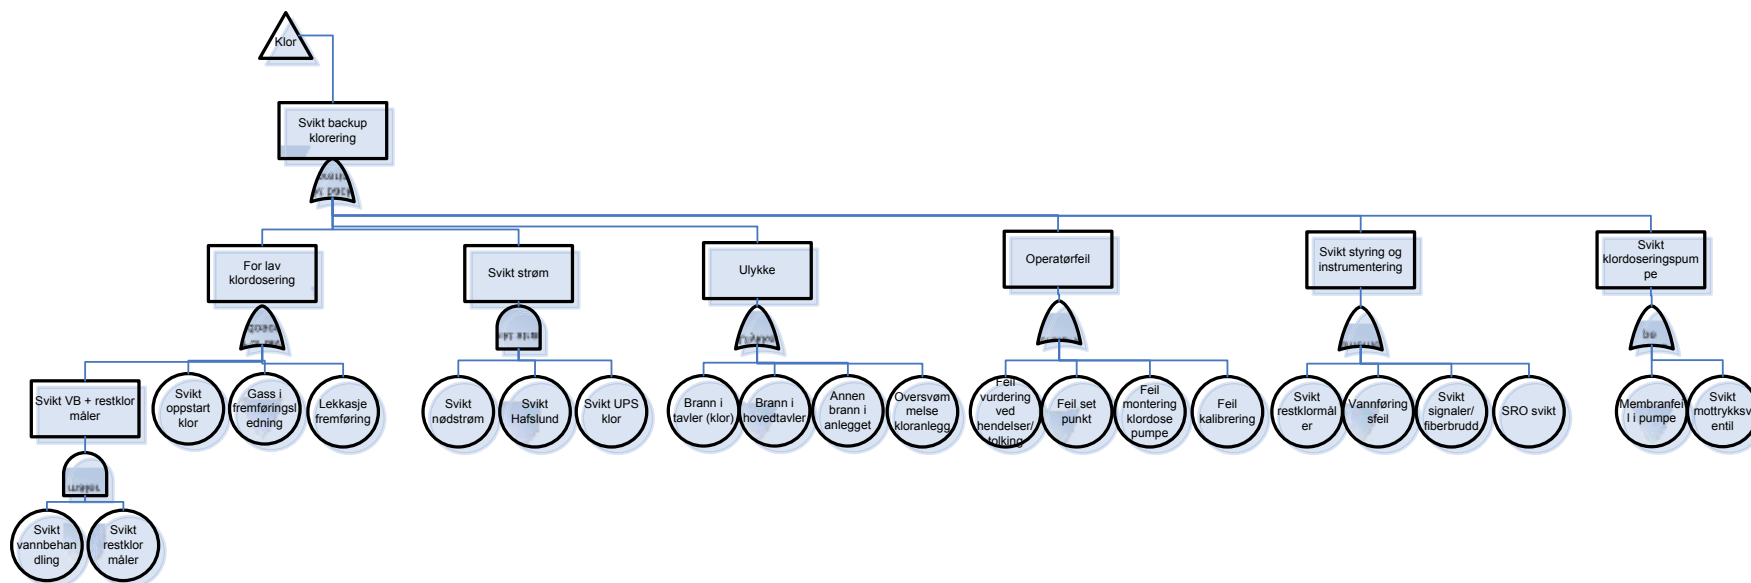 Klor
Svikt backup
klorering
For lav
klordosering
Svikt strøm
Ulykke
Operatørfeil
Svikt styring og
instrumentering
Svikt
klordoseringspum
pe
Svikt VB + restklor
måler
Svikt
oppstart
klor
Gass i
fremføringsl
edning
Lekkasje
fremføring
Svikt
nødstrøm
Svikt
Hafslund
Svikt UPS
klor
Brann i
tavler (klor)
Brann i
hovedtavler
Annen
brann i
anlegget
Oversvøm
melse
kloranlegg
Feil
vurdering
ved
hendelser/
tolking
Feil set
punkt
Feil
montering
klordose
pumpe
Feil
kalibrering
Svikt
restklormål
er
Vannføring
sfeil
Svikt
signaler/
fiberbrudd
SRO svikt
Membranfei
l i pumpe
Svikt
mottrykksv
entil
Svikt
vannbehan
dling
Svikt
restklor
måler